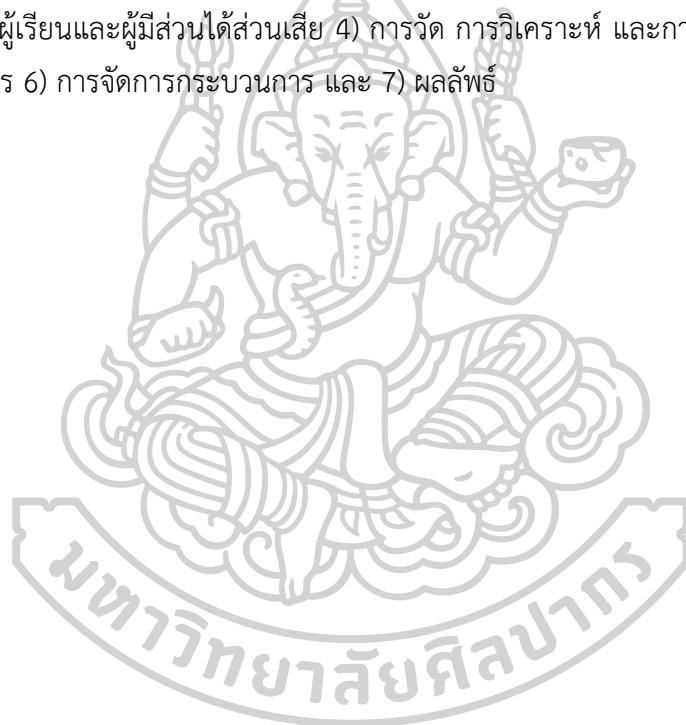 ผู้เรียนและผู้มีส่วนได้ส่วนเสีย 4) การวัด การวิเคราะห์ และกา
ร 6) การจัดการกระบวนการ และ 7) ผลลัพธ์
มหาวิทยาลัยศิลปากร